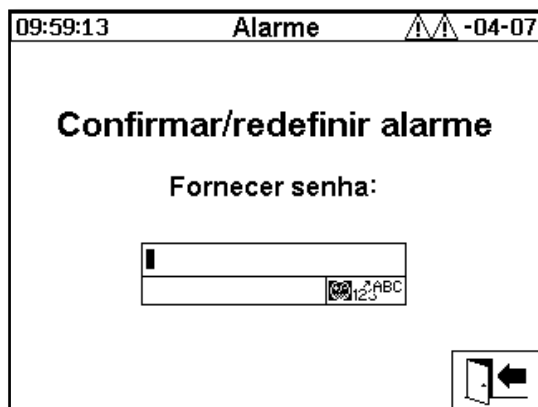 09:59:13 Alarme -04-07
Confirmar/redefinir alarme
Fornecer senha:
123 ABC